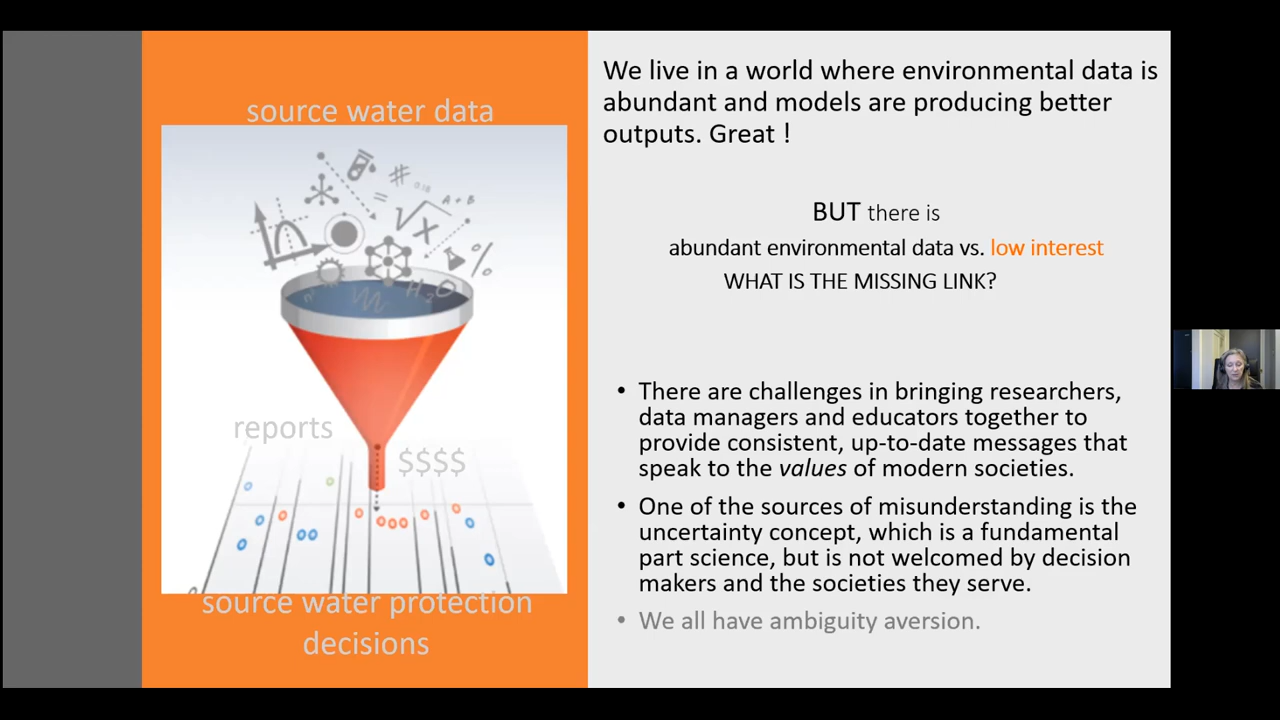 source water data
A + B
#
0.18
=
√x
%
H₂O
reports
$$$$
source water protection
decisions
We live in a world where environmental data is
abundant and models are producing better
outputs. Great !
BUT there is
abundant environmental data vs. low interest
WHAT IS THE MISSING LINK?
• There are challenges in bringing researchers,
data managers and educators together to
provide consistent, up-to-date messages that
speak to the values of modern societies.
• One of the sources of misunderstanding is the
uncertainty concept, which is a fundamental
part science, but is not welcomed by decision
makers and the societies they serve.
• We all have ambiguity aversion.